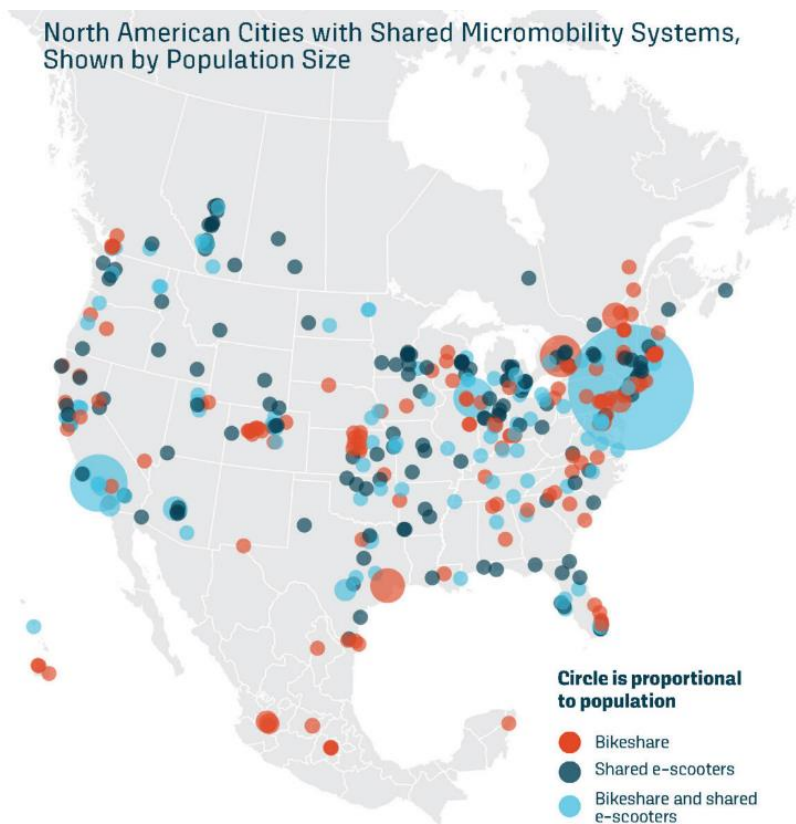 North American Cities with Shared Micromobility Systems,
Shown by Population Size
Circle is proportional
to population
Bikeshare
Shared e-scooters
Bikeshare and shared
e-scooters